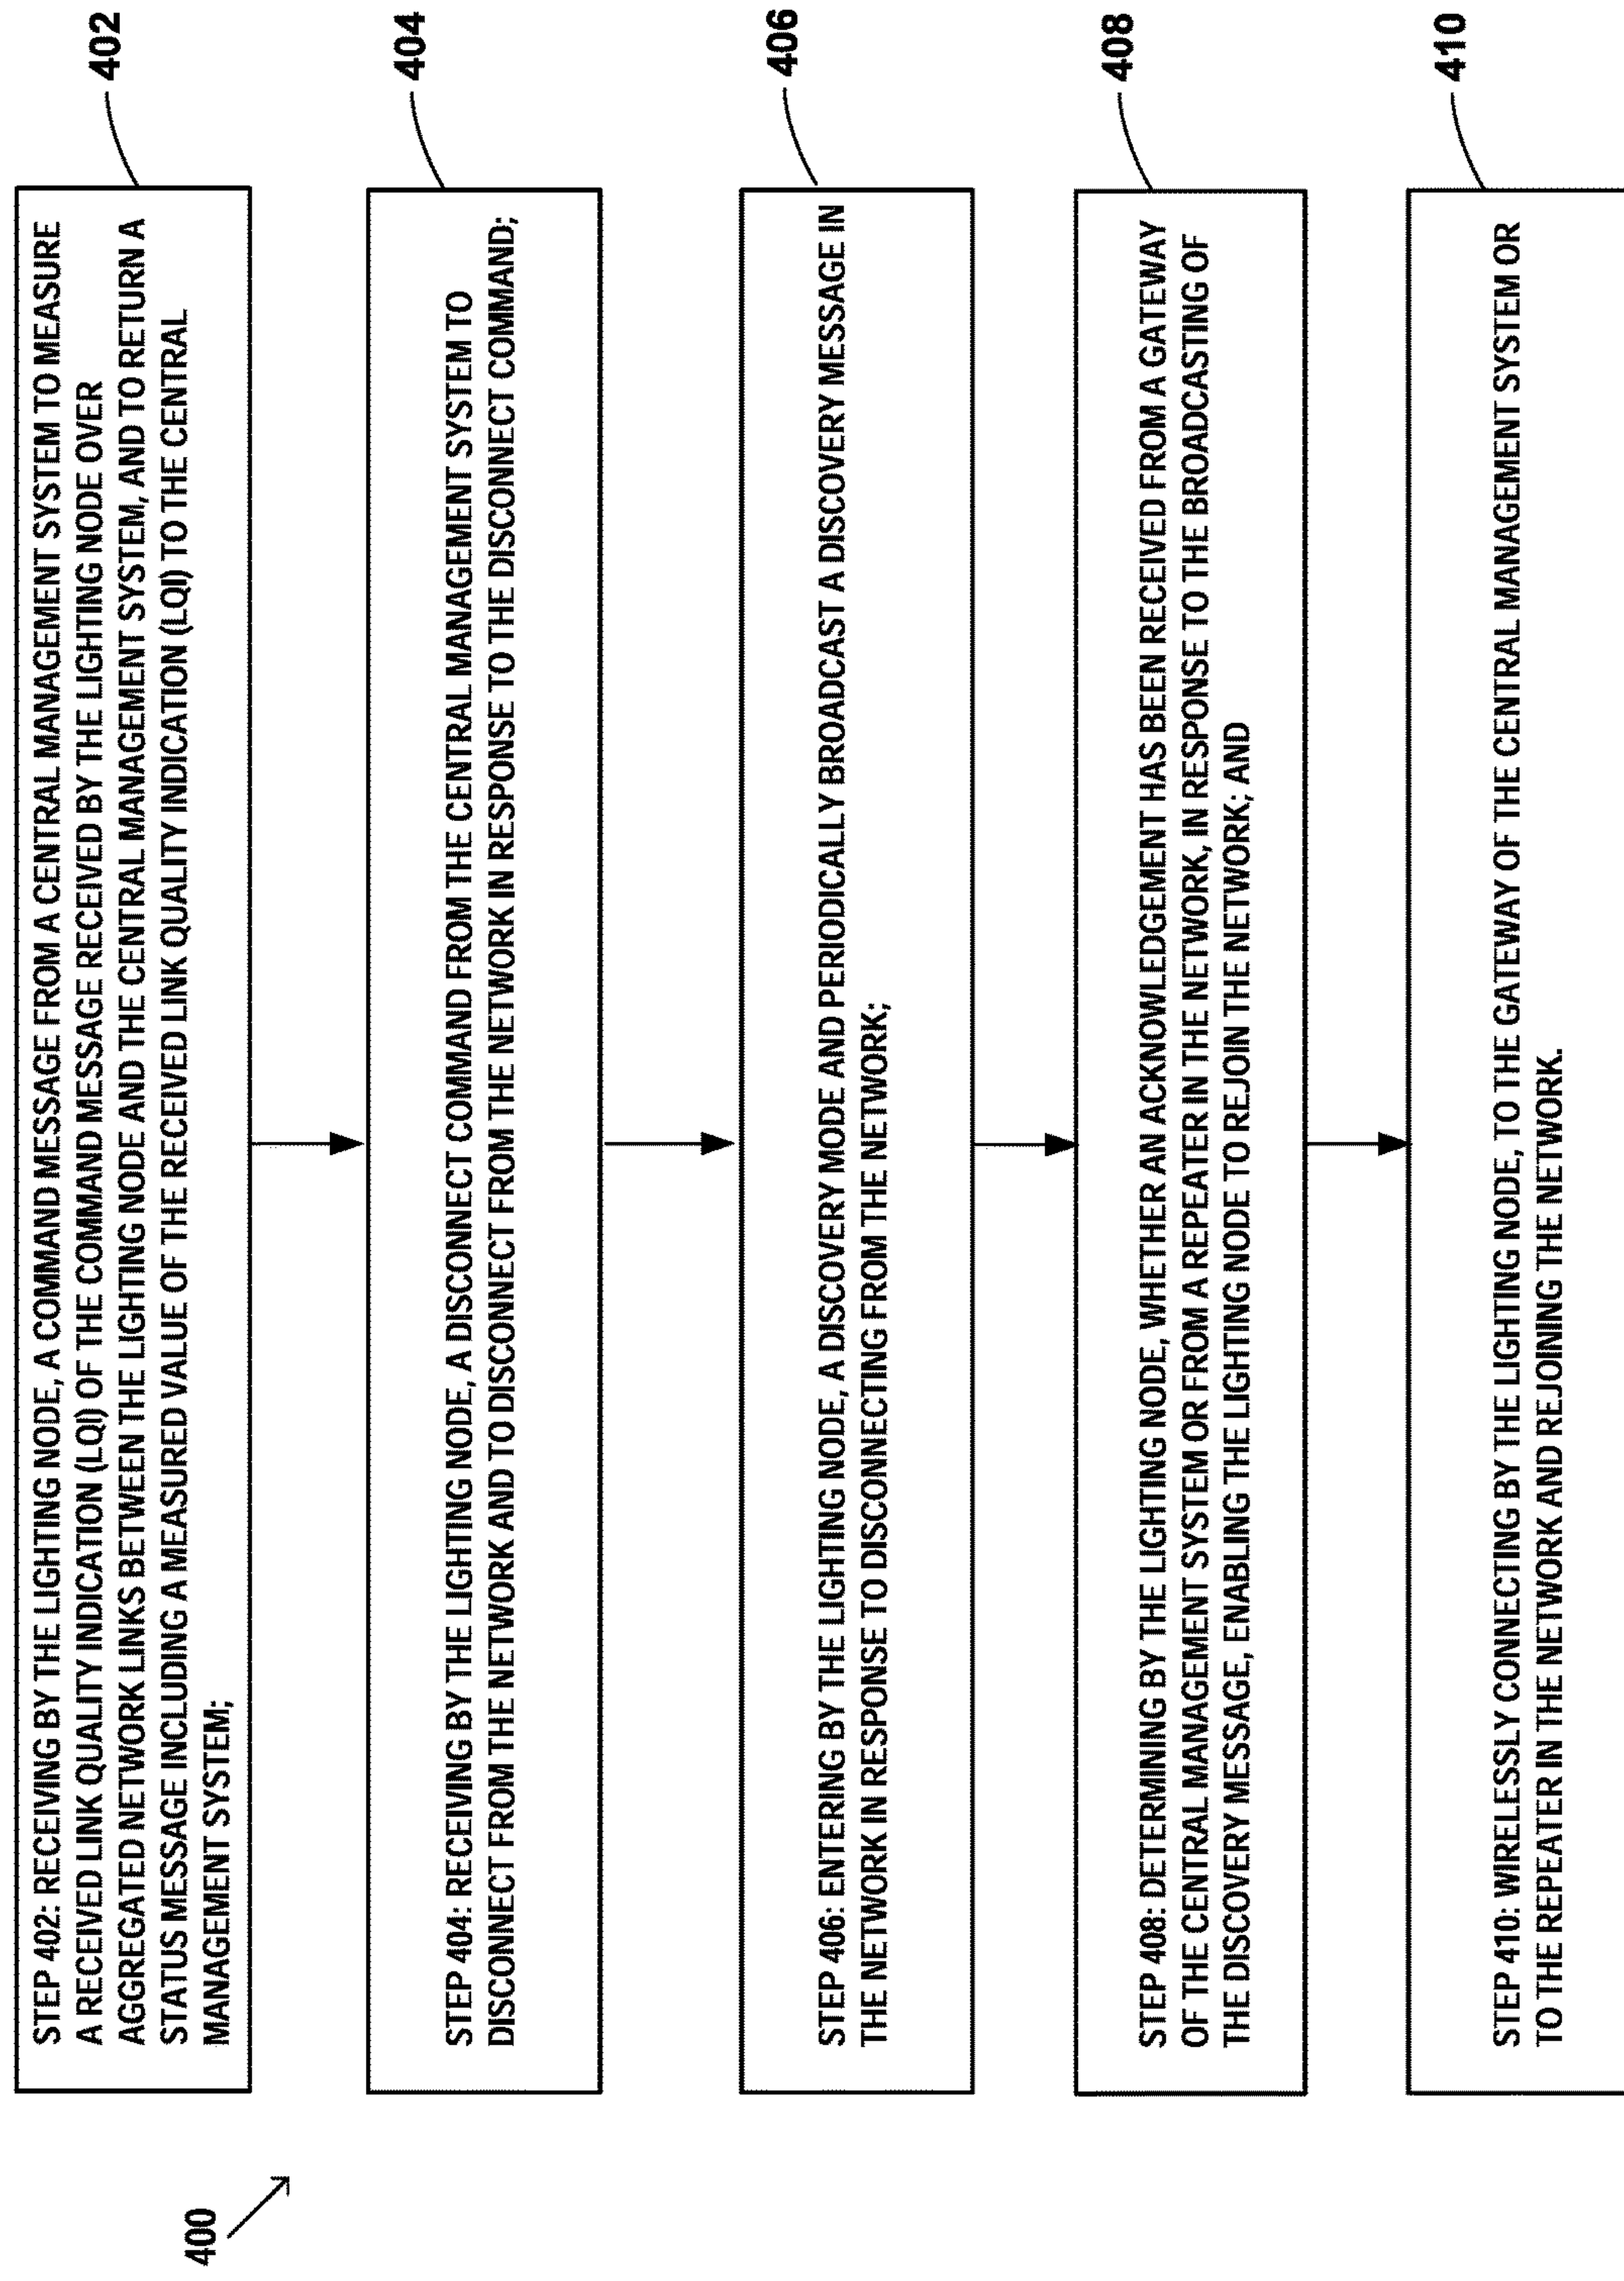 400
402
STEP 402: RECEIVING BY THE LIGHTING NODE, A COMMAND MESSAGE FROM A CENTRAL MANAGEMENT SYSTEM TO MEASURE
A RECEIVED LINK QUALITY INDICATION (LQI) OF THE COMMAND MESSAGE RECEIVED BY THE LIGHTING NODE OVER
AGGREGATED NETWORK LINKS BETWEEN THE LIGHTING NODE AND THE CENTRAL MANAGEMENT SYSTEM, AND TO RETURN A
STATUS MESSAGE INCLUDING A MEASURED VALUE OF THE RECEIVED LINK QUALITY INDICATION (LQI) TO THE CENTRAL
MANAGEMENT SYSTEM;
404
STEP 404: RECEIVING BY THE LIGHTING NODE, A DISCONNECT COMMAND FROM THE CENTRAL MANAGEMENT SYSTEM TO
DISCONNECT FROM THE NETWORK AND TO DISCONNECT FROM THE NETWORK IN RESPONSE TO THE DISCONNECT COMMAND;
406
STEP 406: ENTERING BY THE LIGHTING NODE, A DISCOVERY MODE AND PERIODICALLY BROADCAST A DISCOVERY MESSAGE IN
THE NETWORK IN RESPONSE TO DISCONNECTING FROM THE NETWORK;
408
STEP 408: DETERMINING BY THE LIGHTING NODE, WHETHER AN ACKNOWLEDGEMENT HAS BEEN RECEIVED FROM A GATEWAY
OF THE CENTRAL MANAGEMENT SYSTEM OR FROM A REPEATER IN THE NETWORK, IN RESPONSE TO THE BROADCASTING OF
THE DISCOVERY MESSAGE, ENABLING THE LIGHTING NODE TO REJOIN THE NETWORK; AND
410
STEP 410: WIRELESSLY CONNECTING BY THE LIGHTING NODE, TO THE GATEWAY OF THE CENTRAL MANAGEMENT SYSTEM OR
TO THE REPEATER IN THE NETWORK AND REJOINING THE NETWORK.